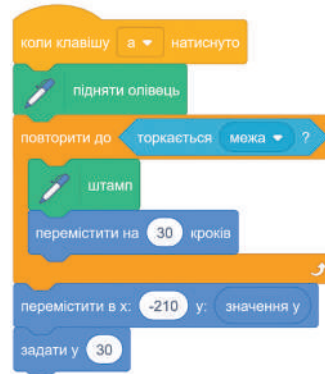 коли клавішу а натиснуто
підняти олівець
повторити до торкається межа ?
штамп
перемістити на 30 кроків
перемістити в x: -210 y: значення y
задати y 30